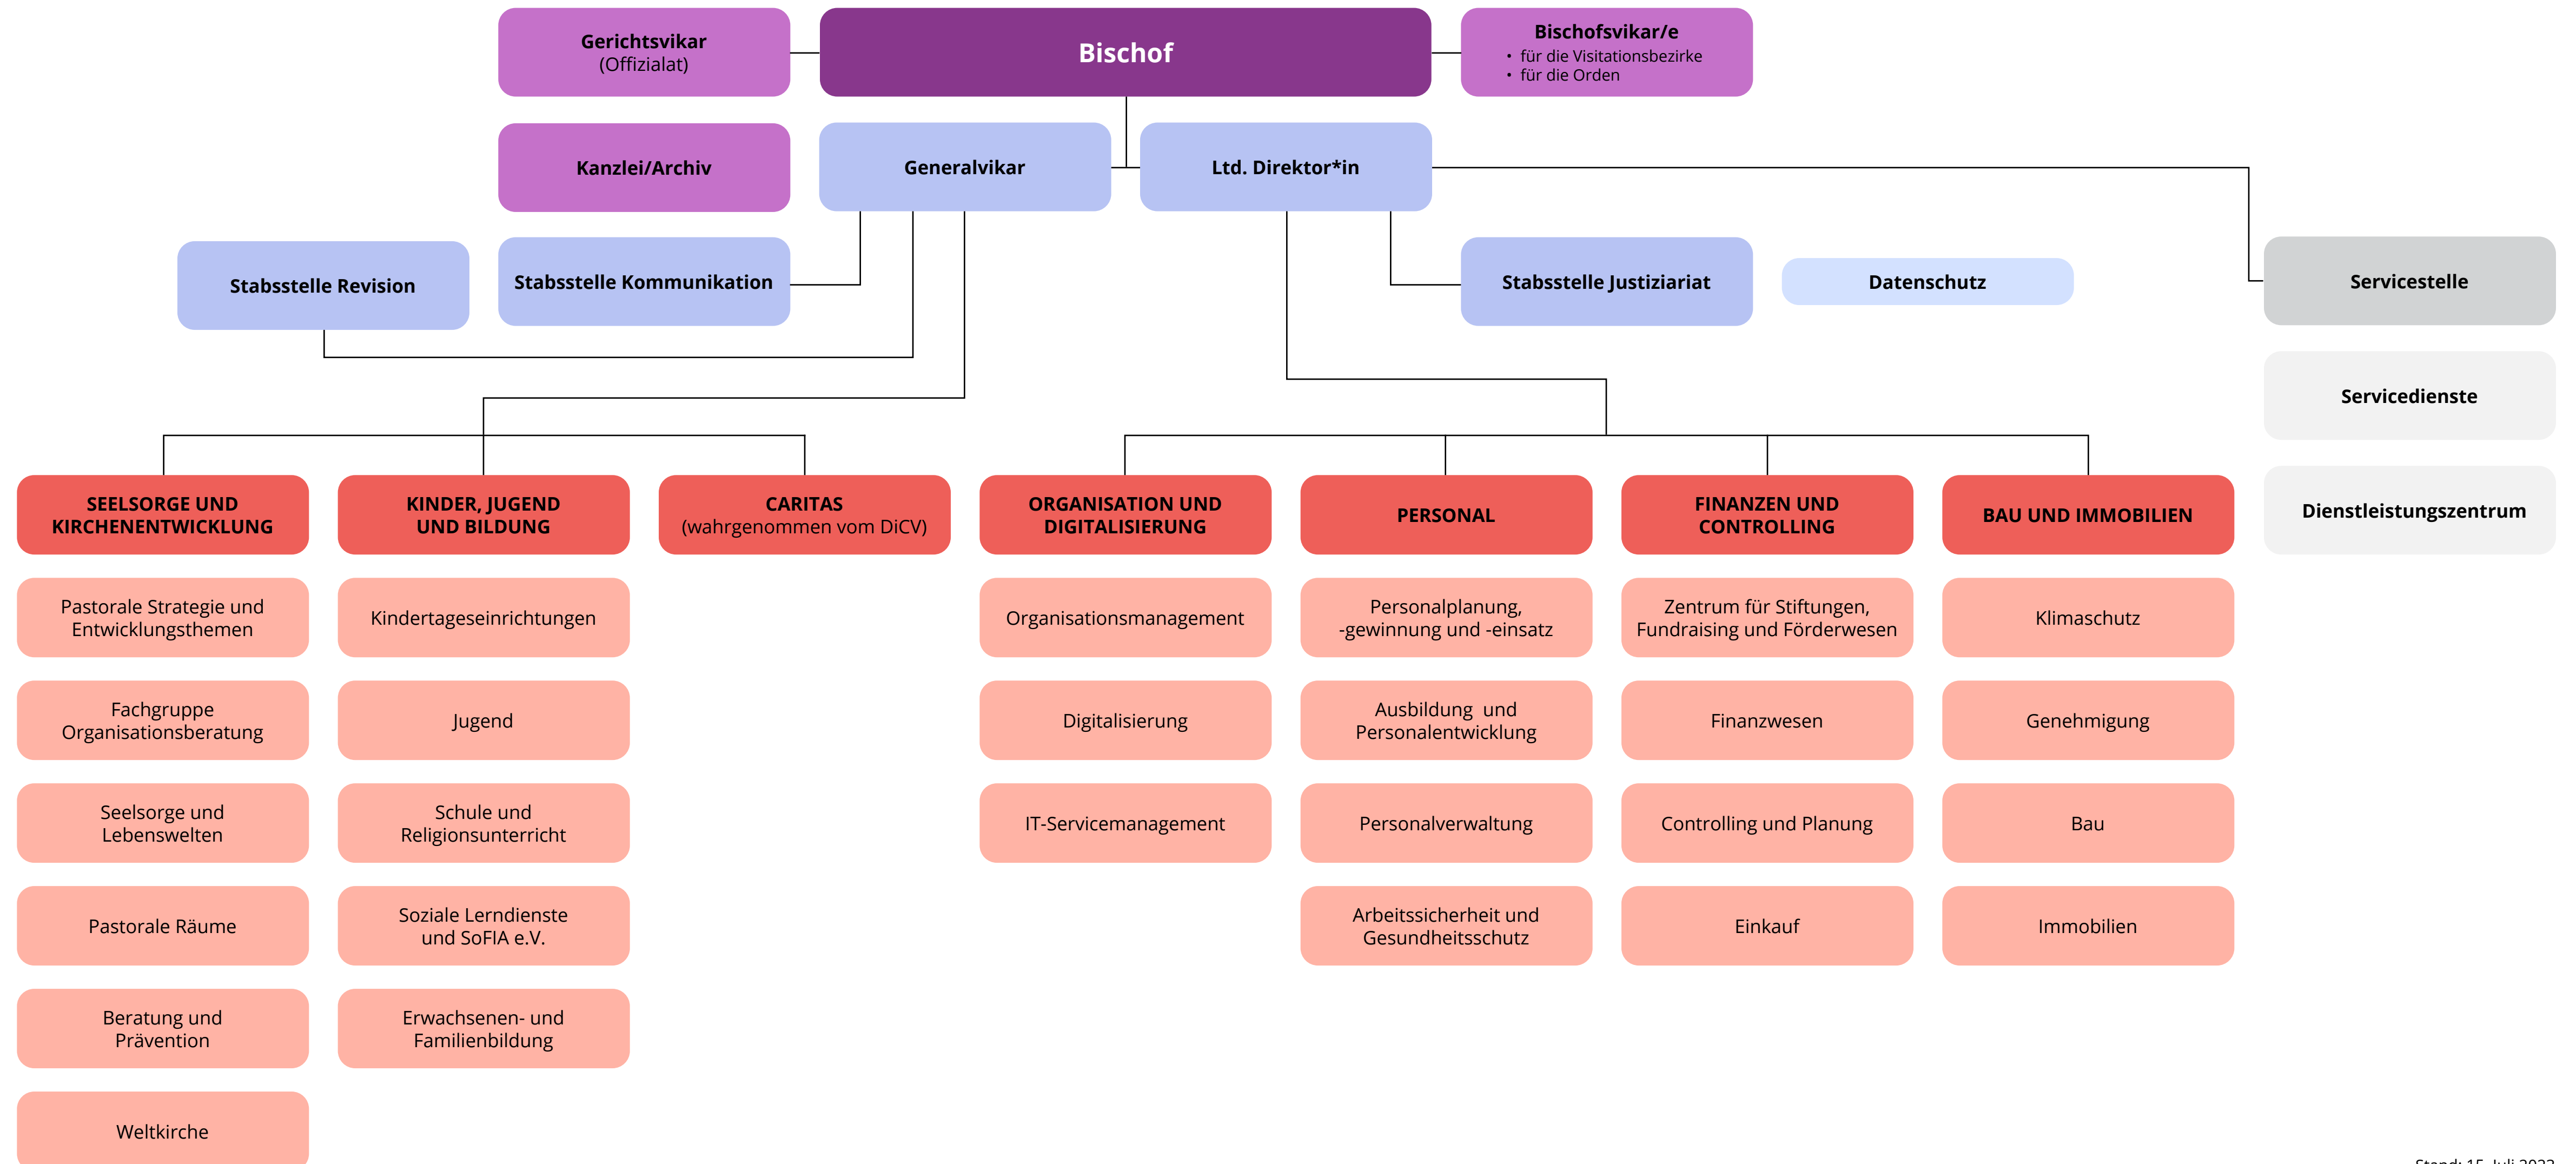 Gerichtsvikar
(Offizialat)
Bischof
Bischofsvikar/e
• für die Visitationsbezirke
• für die Orden
Kanzlei/Archiv
Generalvikar
Ltd. Direktor*in
Stabsstelle Revision
Stabsstelle Kommunikation
Stabsstelle Justiziariat
Datenschutz
Servicestelle
Servicedienste
Dienstleistungszentrum
SEELSORGE UND
KIRCHENENTWICKLUNG
Pastorale Strategie und
Entwicklungsthemen
Fachgruppe
Organisationsberatung
Seelsorge und
Lebenswelten
Pastorale Räume
Beratung und
Prävention
Weltkirche
KINDER, JUGEND
UND BILDUNG
Kindertageseinrichtungen
Jugend
Schule und
Religionsunterricht
Soziale Lerndienste
und SoFIA e.V.
Erwachsenen- und
Familienbildung
CARITAS
(wahrgenommen vom DiCV)
ORGANISATION UND
DIGITALISIERUNG
Organisationsmanagement
Digitalisierung
IT-Servicemanagement
PERSONAL
Personalplanung,
-gewinnung und -einsatz
Ausbildung und
Personalentwicklung
Personalverwaltung
Arbeitssicherheit und
Gesundheitsschutz
FINANZEN UND
CONTROLLING
Zentrum für Stiftungen,
Fundraising und Förderwesen
Finanzwesen
Controlling und Planung
Einkauf
BAU UND IMMOBILIEN
Klimaschutz
Genehmigung
Bau
Immobilien
Stand: 15. Juli